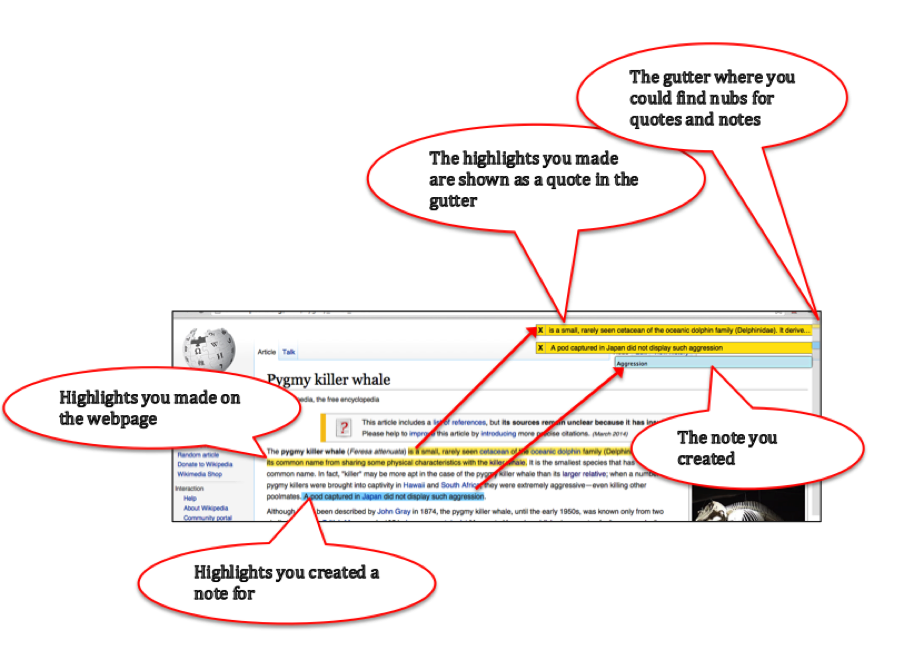 The gutter where you
could find nubs for
quotes and notes
The highlights you made
are shown as a quote in the
gutter
X is a small, rarely seen cetacean of the oceanic dolphin family (Delphinidae). It derive...
X A pod captured in Japan did not display such aggression
Aggression
Article Talk
Pygmy killer whale
Highlights you made on
the webpage
the free encyclopedia
This article includes a list of references, but its sources remain unclear because it has
Please help to improve this article by introducing more precise citations. (March 2014)
The note you
created
The pygmy killer whale (Feresa attenuata) is a small, rarely seen cetacean of the oceanic dolphin family
its common name from sharing some physical characteristics with the killer whale. It is the smallest species that has
common name. In fact, "killer" may be more apt in the case of the pygmy killer whale than its larger relative; when a
pygmy killers were brought into captivity in Hawaii and South Africa they were extremely aggressive—even killing other
poolmates. A pod captured in Japan did not display such aggression.
Although been described by John Gray in 1874, the pygmy killer whale, until the early 1950s, was known only from two
Random article
Donate to Wikipedia
Wikimedia Shop
Interaction
Help
About Wikipedia
Community portal
Highlights you created a
note for